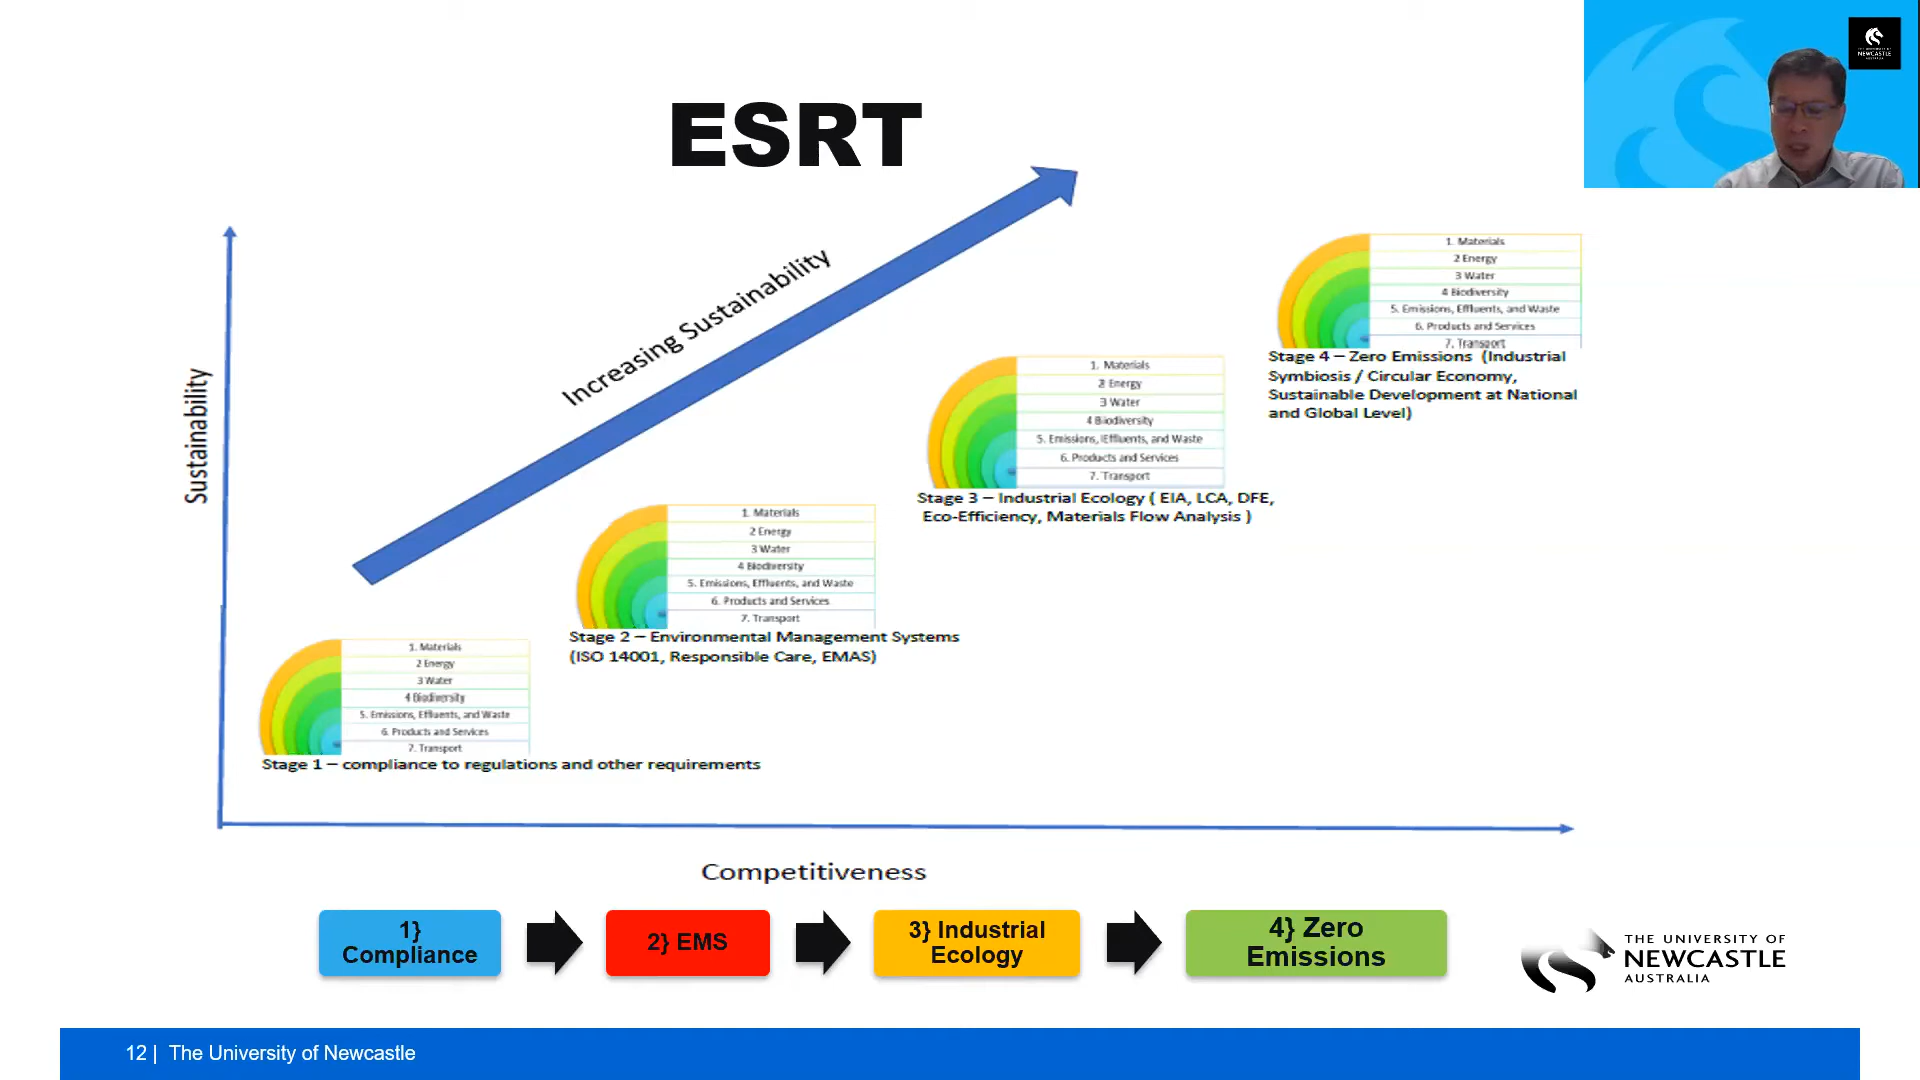 ESRT
THE UNIVERSITY OF
NEWCASTLE
AUSTRALIA
Increasing Sustainability
Sustainability
1. Materials
2 Energy
3 Water
4 Biodiversity
5. Emissions, Effluents, and Waste
6. Products and Services
7. Transport
Stage 4 – Zero Emissions (Industrial
Symbiosis / Circular Economy,
Sustainable Development at National
and Global Level)
1. Materials
2 Energy
3 Water
4 Biodiversity
5. Emissions, Effluents, and Waste
6. Products and Services
7. Transport
Stage 3 – Industrial Ecology ( EIA, LCA, DFE,
Eco-Efficiency, Materials Flow Analysis )
1. Materials
2 Energy
3 Water
4 Biodiversity
5. Emissions, Effluents, and Waste
6. Products and Services
7. Transport
Stage 2 – Environmental Management Systems
(ISO 14001, Responsible Care, EMAS)
1. Materials
2 Energy
3 Water
4 Biodiversity
5. Emissions, Effluents, and Waste
6. Products and Services
7. Transport
Stage 1 – compliance to regulations and other requirements
Competitiveness
1}
Compliance
2} EMS
3} Industrial
Ecology
4} Zero
Emissions
THE UNIVERSITY OF
NEWCASTLE
AUSTRALIA
12 | The University of Newcastle